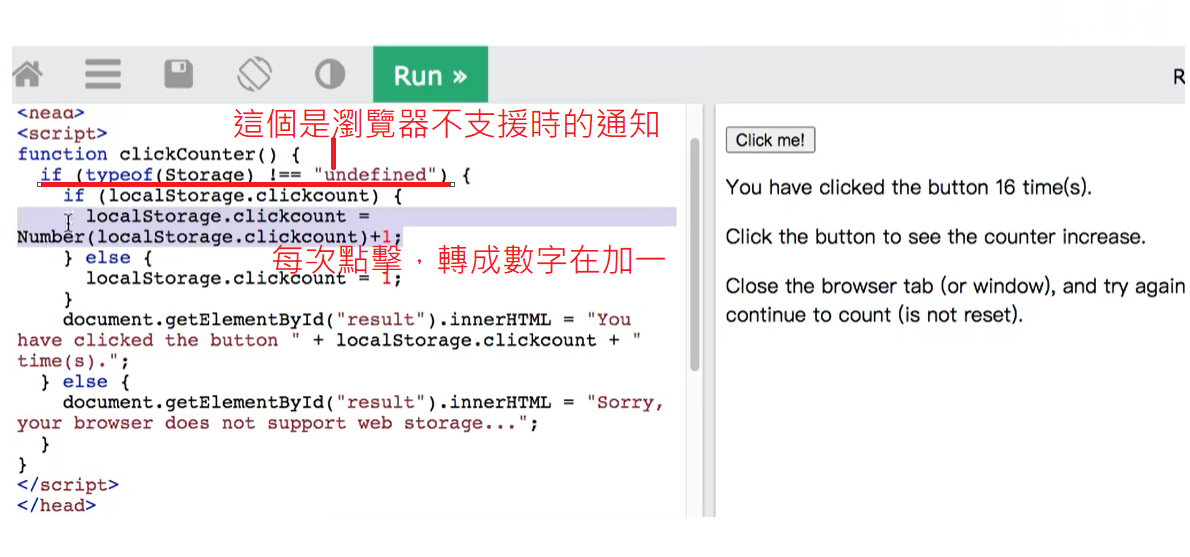 Run »
R
<head>
<script>
這個是瀏覽器不支援時的通知
function clickCounter() {
if (typeof(Storage) !== "undefined") {
if (localStorage.clickcount) {
localStorage.clickcount =
Number(localStorage.clickcount)+1;
每次點擊，轉成數字在加一
} else {
localStorage.clickcount = 1;
}
document.getElementById("result").innerHTML = "You
have clicked the button " + localStorage.clickcount + "
time(s).";
} else {
document.getElementById("result").innerHTML = "Sorry,
your browser does not support web storage...";
}
}
</script>
</head>
Click me!
You have clicked the button 16 time(s).
Click the button to see the counter increase.
Close the browser tab (or window), and try again
continue to count (is not reset).